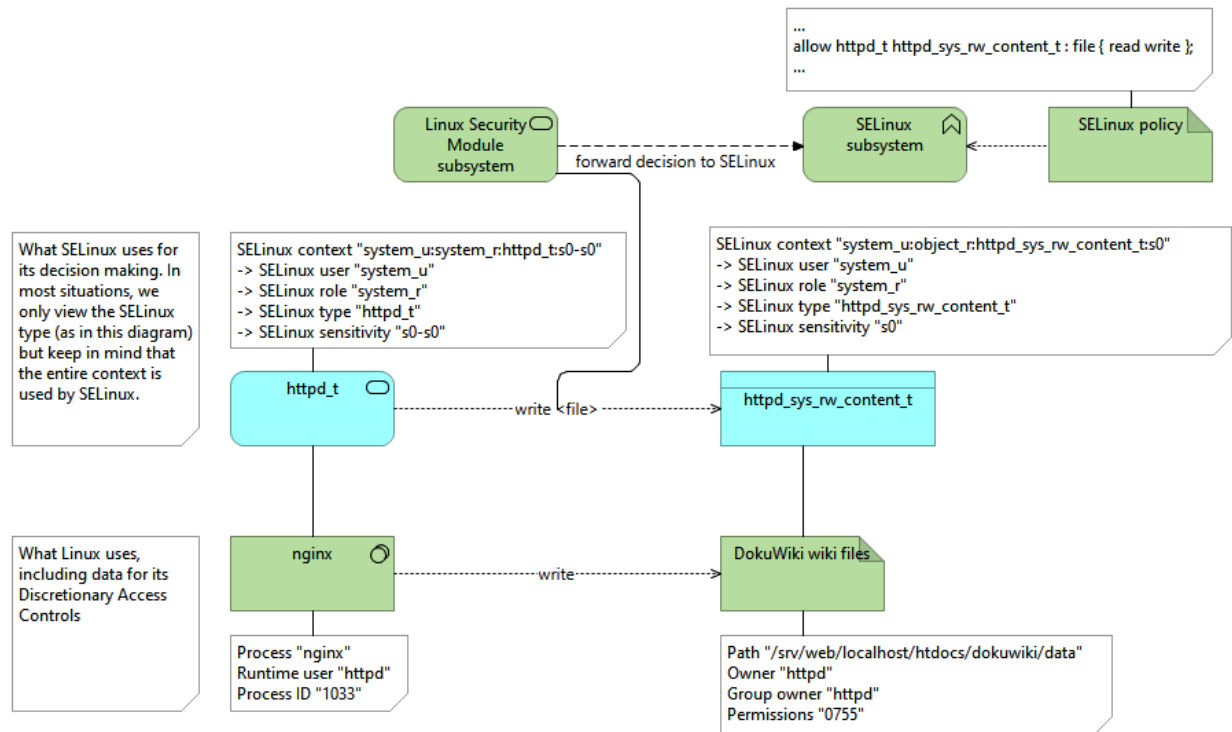 ...
allow httpd_t httpd_sys_rw_content_t : file { read write };
...
Linux Security
Module
subsystem
forward decision to SELinux
SELinux
subsystem
SELinux policy
What SELinux uses for
its decision making. In
most situations, we
only view the SELinux
type (as in this diagram)
but keep in mind that
the entire context is
used by SELinux.
SELinux context "system_u:system_r:httpd_t:s0-s0"
-> SELinux user "system_u"
-> SELinux role "system_r"
-> SELinux type "httpd_t"
-> SELinux sensitivity "s0-s0"
SELinux context "system_u:object_r:httpd_sys_rw_content_t:s0"
-> SELinux user "system_u"
-> SELinux role "system_r"
-> SELinux type "httpd_sys_rw_content_t"
-> SELinux sensitivity "s0"
httpd_t
write <file>
httpd_sys_rw_content_t
What Linux uses,
including data for its
Discretionary Access
Controls
nginx
write
DokuWiki wiki files
Process "nginx"
Runtime user "httpd"
Process ID "1033"
Path "/srv/web/localhost/htdocs/dokuwiki/data"
Owner "httpd"
Group owner "httpd"
Permissions "0755"